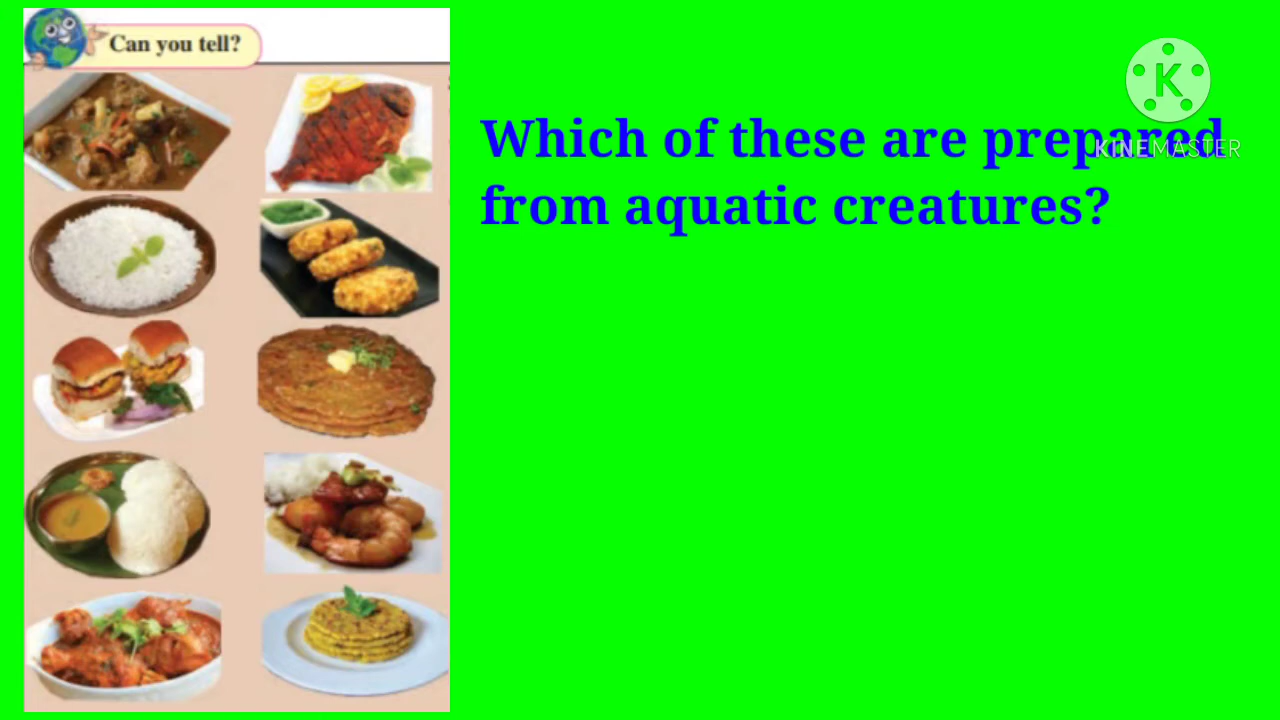 Can you tell?
Which of these are prepared
from aquatic creatures?
K
KINEMASTER